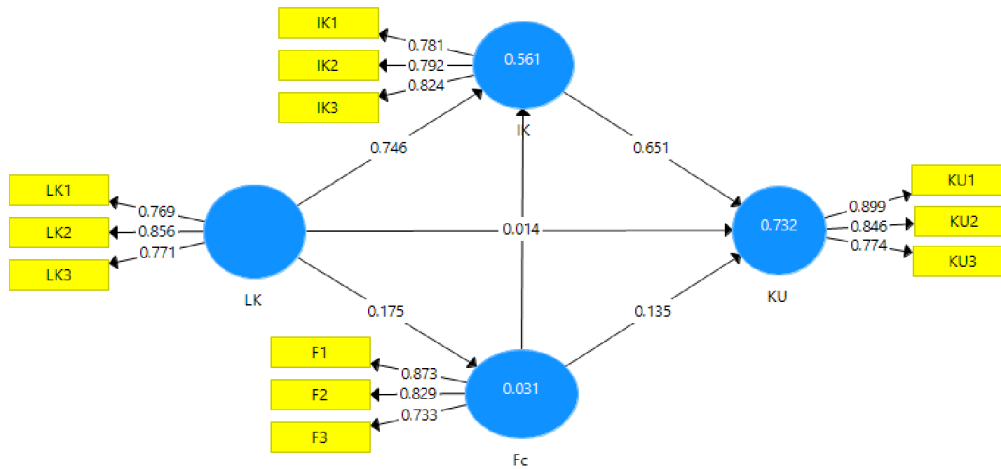 IK1
0.781
IK2
0.792
IK3
0.824
0.561
IK
0.746
0.651
LK1
0.769
LK2
0.856
LK3
0.771
LK
0.014
0.732
KU
0.899
KU1
0.846
KU2
0.774
KU3
0.175
0.135
F1
0.873
F2
0.829
F3
0.733
0.031
Fc